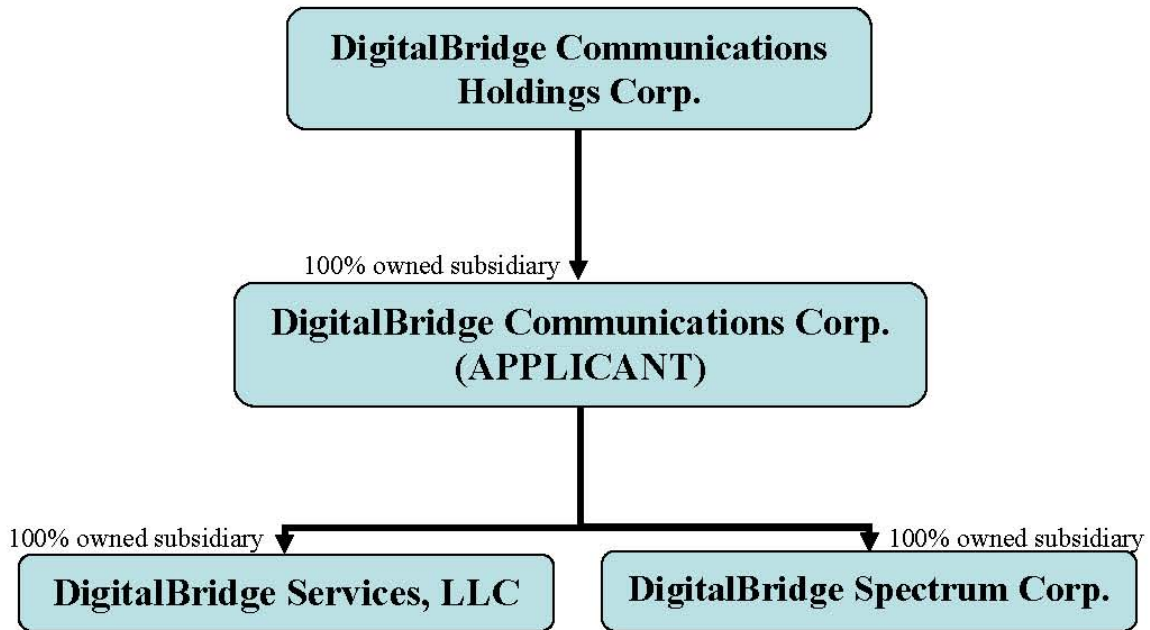 DigitalBridge Communications
Holdings Corp.
100% owned subsidiary
DigitalBridge Communications Corp.
(APPLICANT)
100% owned subsidiary
100% owned subsidiary
DigitalBridge Services, LLC
DigitalBridge Spectrum Corp.